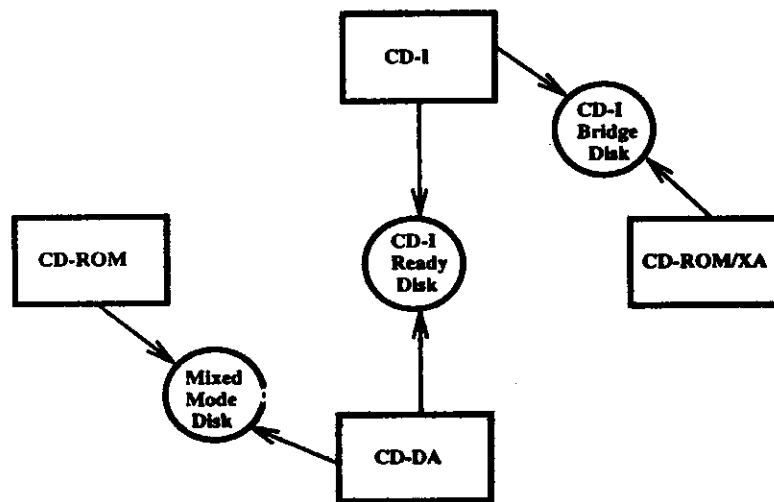 CD-I
CD-I
Bridge
Disk
CD-ROM
CD-I
Ready
Disk
CD-ROM/XA
Mixed
Mode
Disk
CD-DA